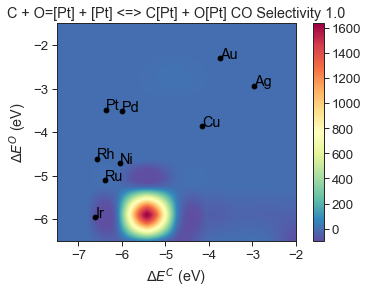 C + O=[Pt] + [Pt] <=> C[Pt] + O[Pt] CO Selectivity 1.0
−2
−3
−4
−5
−6
ΔE^O (eV)
Au
Ag
Pt
Pd
Cu
Rh
Ni
Ru
Ir
−7
−6
−5
−4
−3
−2
ΔE^C (eV)
1600
1400
1200
1000
800
600
400
200
0